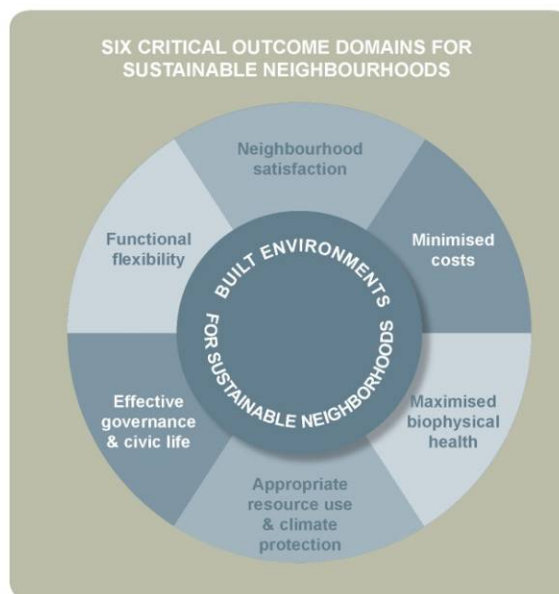 SIX CRITICAL OUTCOME DOMAINS FOR
SUSTAINABLE NEIGHBOURHOODS
Neighbourhood
satisfaction
Functional
flexibility
Minimised
costs
BUILT ENVIRONMENTS
FOR SUSTAINABLE NEIGHBORHOODS
Effective
governance
& civic life
Maximised
biophysical
health
Appropriate
resource use
& climate
protection